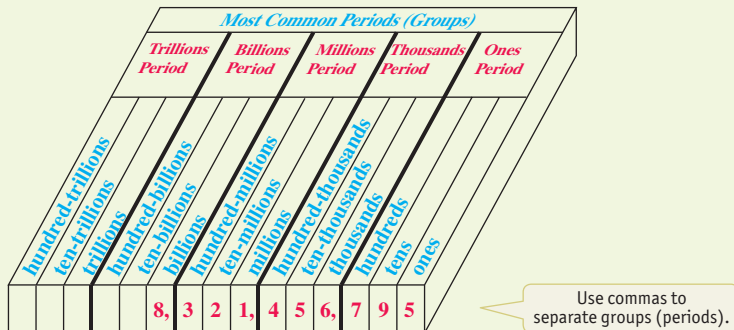 Most Common Periods (Groups)
Trillions Period
Billions Period
Millions Period
Thousands Period
Ones Period
hundred-trillions
ten-trillions
trillions
hundred-billions
ten-billions
billions
hundred-millions
ten-millions
millions
hundred-thousands
ten-thousands
thousands
hundreds
tens
ones
8, 3 2 1, 4 5 6, 7 9 5
Use commas to
separate groups (periods).